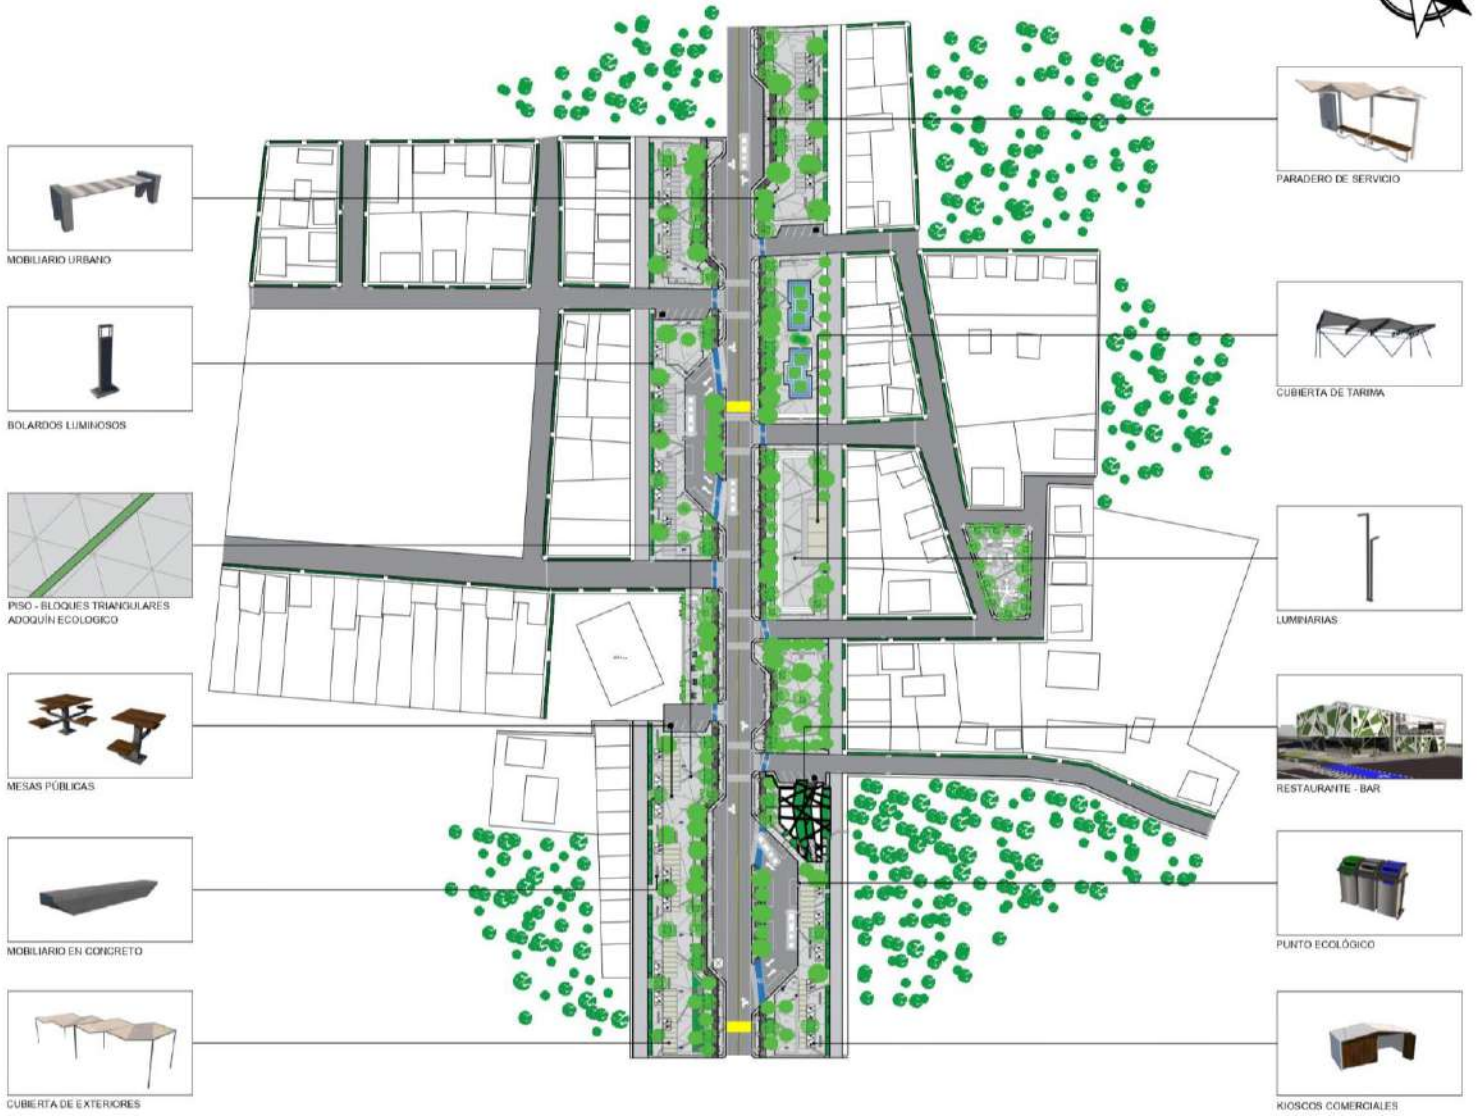 MOBILIARIO URBANO
BOLARDOS LUMINOSOS
PISO - BLOQUES TRIANGULARES
ADOQUÍN ECOLOGICO
MESAS PÚBLICAS
MOBILIARIO EN CONCRETO
CUBIERTA DE EXTERIORES
PARADERO DE SERVICIO
CUBIERTA DE TARIMA
LUMINARIAS
RESTAURANTE - BAR
PUNTO ECOLÓGICO
KIOSCOS COMERCIALES